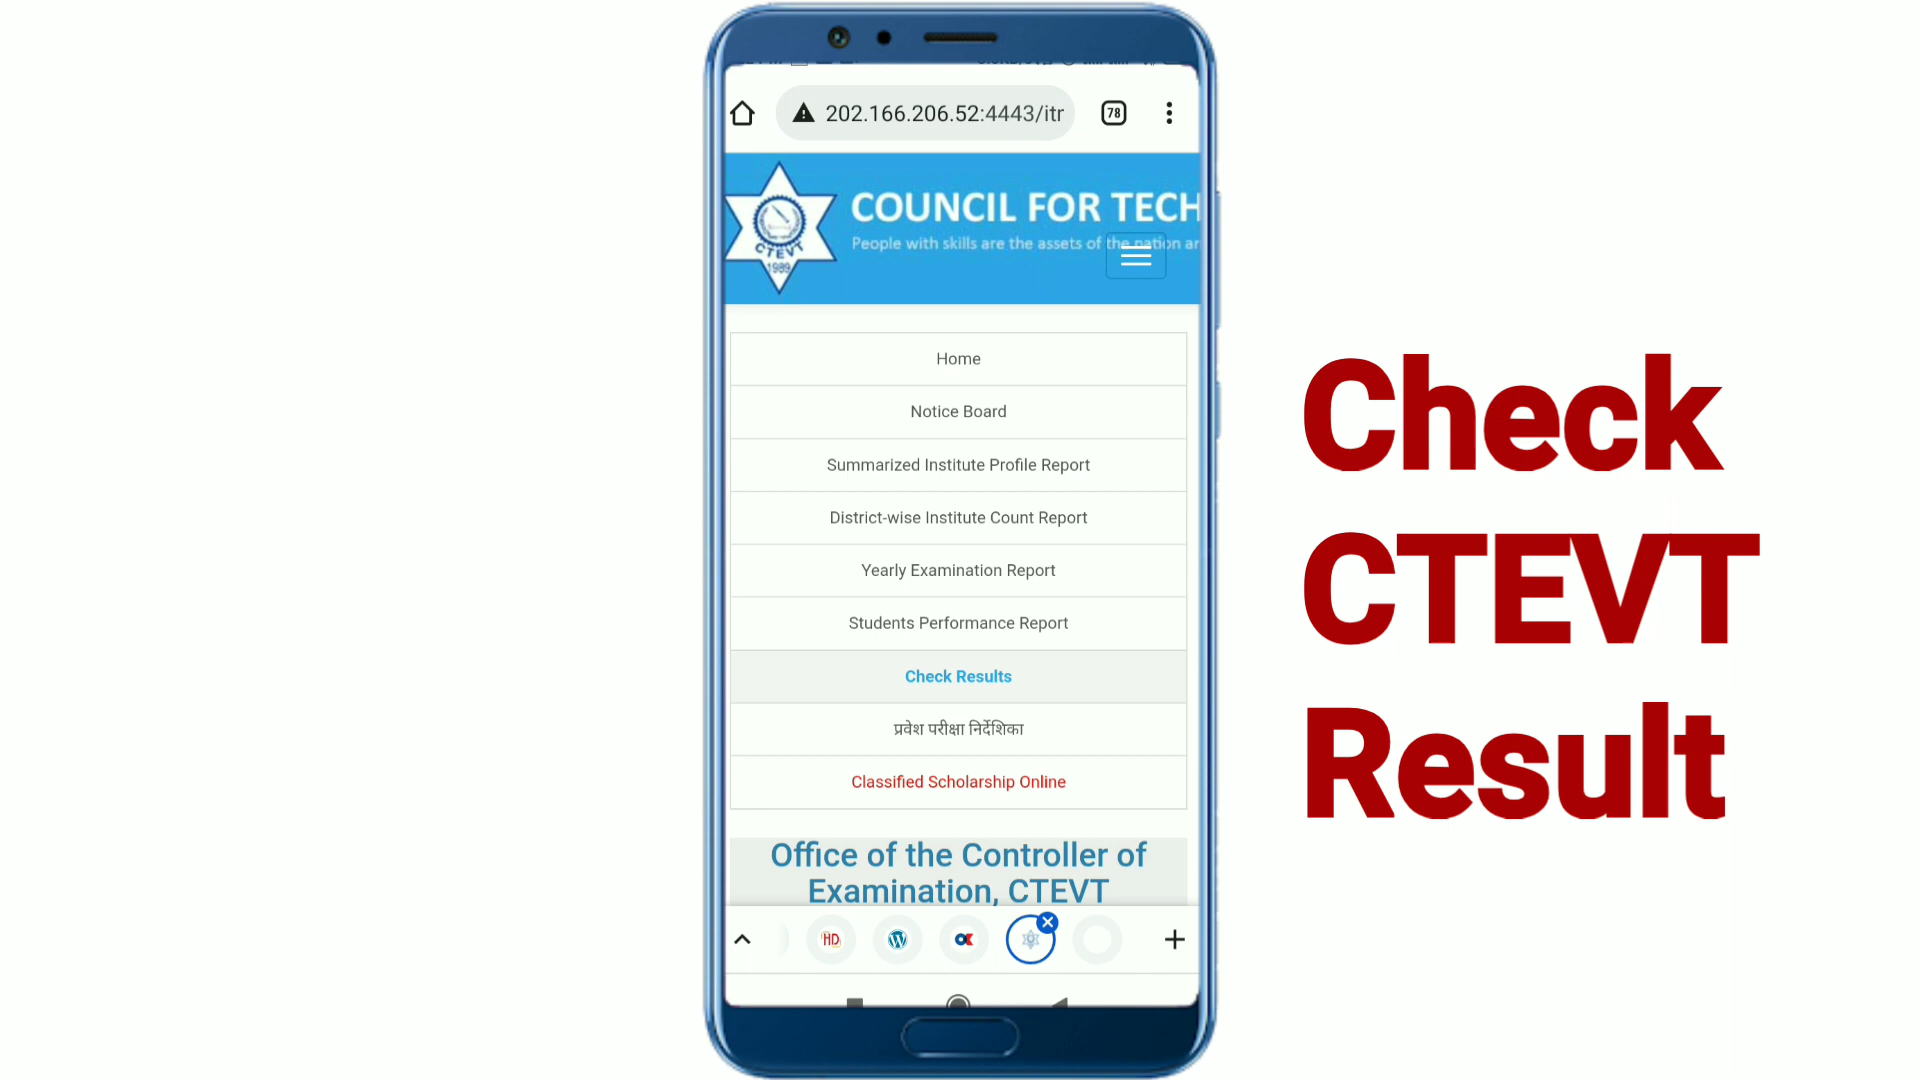 202.166.206.52:4443/itr
78
COUNCIL FOR TECH
People with skills are the assets of the nation ar
CTEVT
1989
Home
Notice Board
Summarized Institute Profile Report
District-wise Institute Count Report
Yearly Examination Report
Students Performance Report
Check Results
प्रवेश परीक्षा निर्देशिका
Classified Scholarship Online
Office of the Controller of
Examination, CTEVT
HD
Check
CTEVT
Result